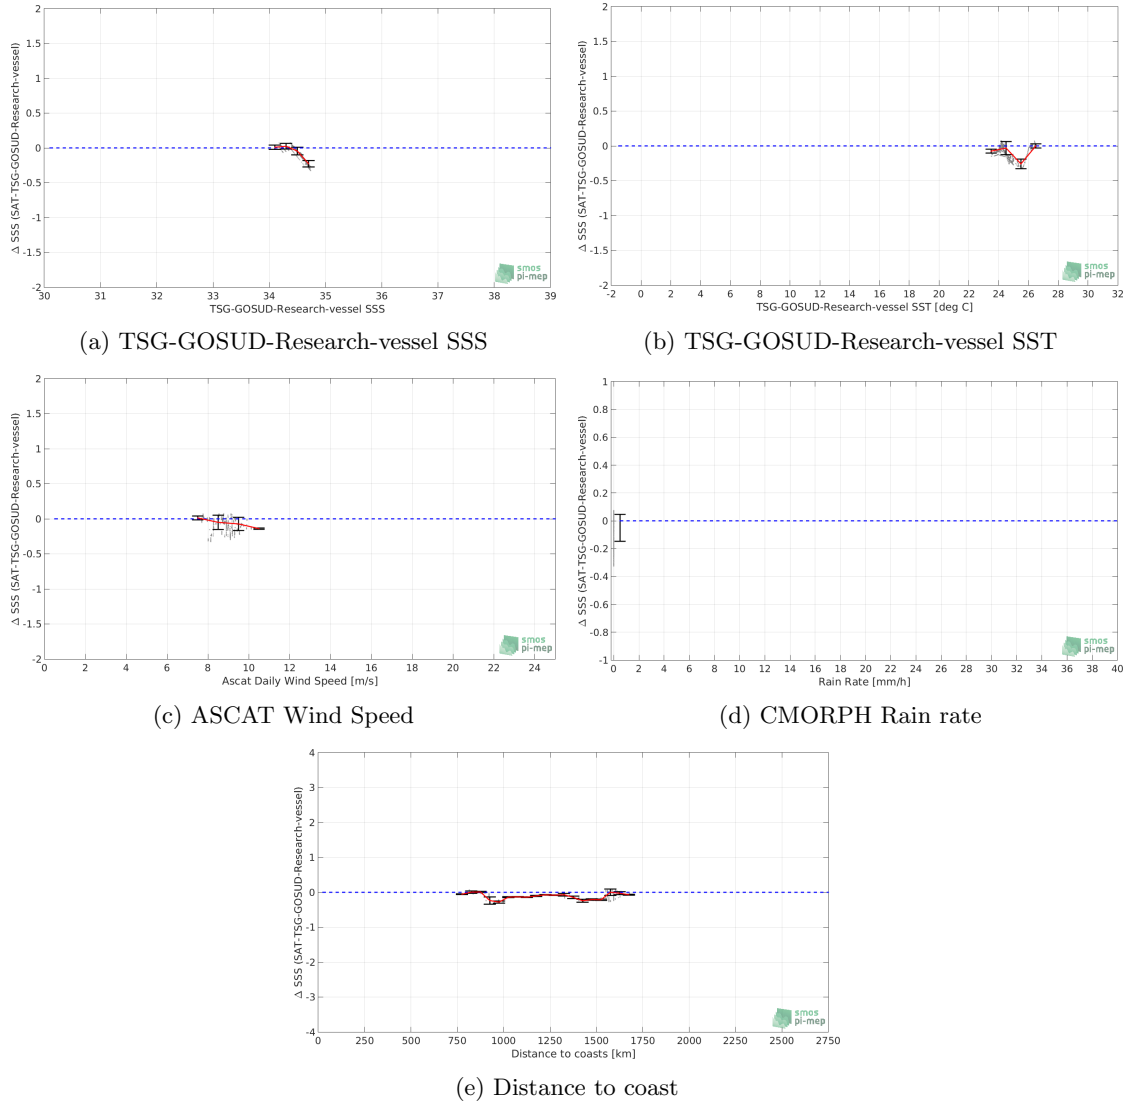 2
1.5
1
0.5
0
-0.5
-1
-1.5
-2
Δ SSS (SAT-TSG-GOSUD-Research-vessel)
30 31 32 33 34 35 36 37 38 39
TSG-GOSUD-Research-vessel SSS
smos
pi-mep
(a) TSG-GOSUD-Research-vessel SSS
2
1.5
1
0.5
0
-0.5
-1
-1.5
-2
Δ SSS (SAT-TSG-GOSUD-Research-vessel)
-2 0 2 4 6 8 10 12 14 16 18 20 22 24 26 28 30 32
TSG-GOSUD-Research-vessel SST [deg C]
smos
pi-mep
(b) TSG-GOSUD-Research-vessel SST
2
1.5
1
0.5
0
-0.5
-1
-1.5
-2
Δ SSS (SAT-TSG-GOSUD-Research-vessel)
0 2 4 6 8 10 12 14 16 18 20 22 24
Ascat Daily Wind Speed [m/s]
smos
pi-mep
(c) ASCAT Wind Speed
1
0.8
0.6
0.4
0.2
0
-0.2
-0.4
-0.6
-0.8
-1
Δ SSS (SAT-TSG-GOSUD-Research-vessel)
0 2 4 6 8 10 12 14 16 18 20 22 24 26 28 30 32 34 36 38 40
Rain Rate [mm/h]
smos
pi-mep
(d) CMORPH Rain rate
4
3
2
1
0
-1
-2
-3
-4
Δ SSS (SAT-TSG-GOSUD-Research-vessel)
0 250 500 750 1000 1250 1500 1750 2000 2250 2500 2750
Distance to coasts [km]
smos
pi-mep
(e) Distance to coast